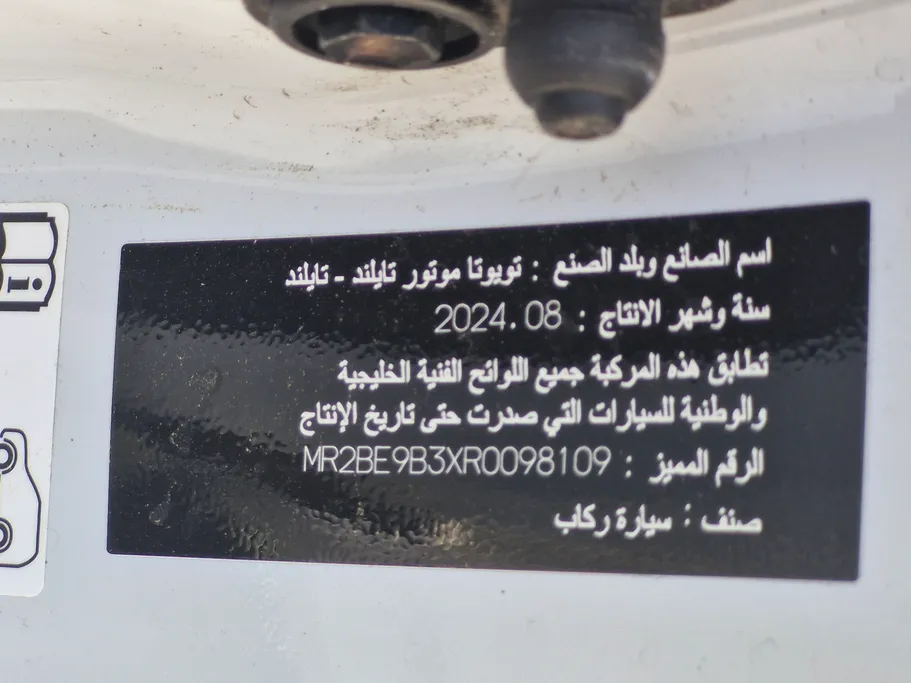 اسم الصانع وبلد الصنع : تويوتا موتور تايلند - تايلند
سنة وشهر الانتاج : 2024.08
تطابق هذه المركبة جميع اللوائح الفنية الخليجية
والوطنية للسيارات التي صدرت حتى تاريخ الإنتاج
الرقم المميز : MR2BE9B3XR0098109
صنف : سيارة ركاب